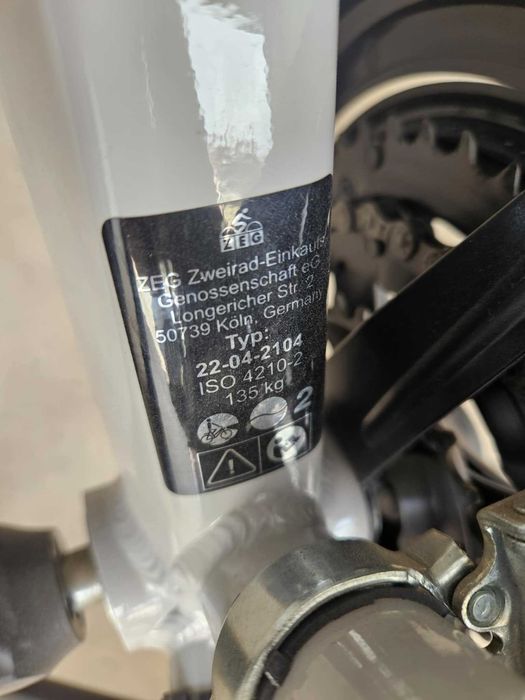 ZEG
ZEG Zweirad-Einkaufs-
Genossenschaft eG
Longericher Str. 2
50739 Köln, Germany
Typ:
22-04-2104
ISO 4210-2
135 kg
2